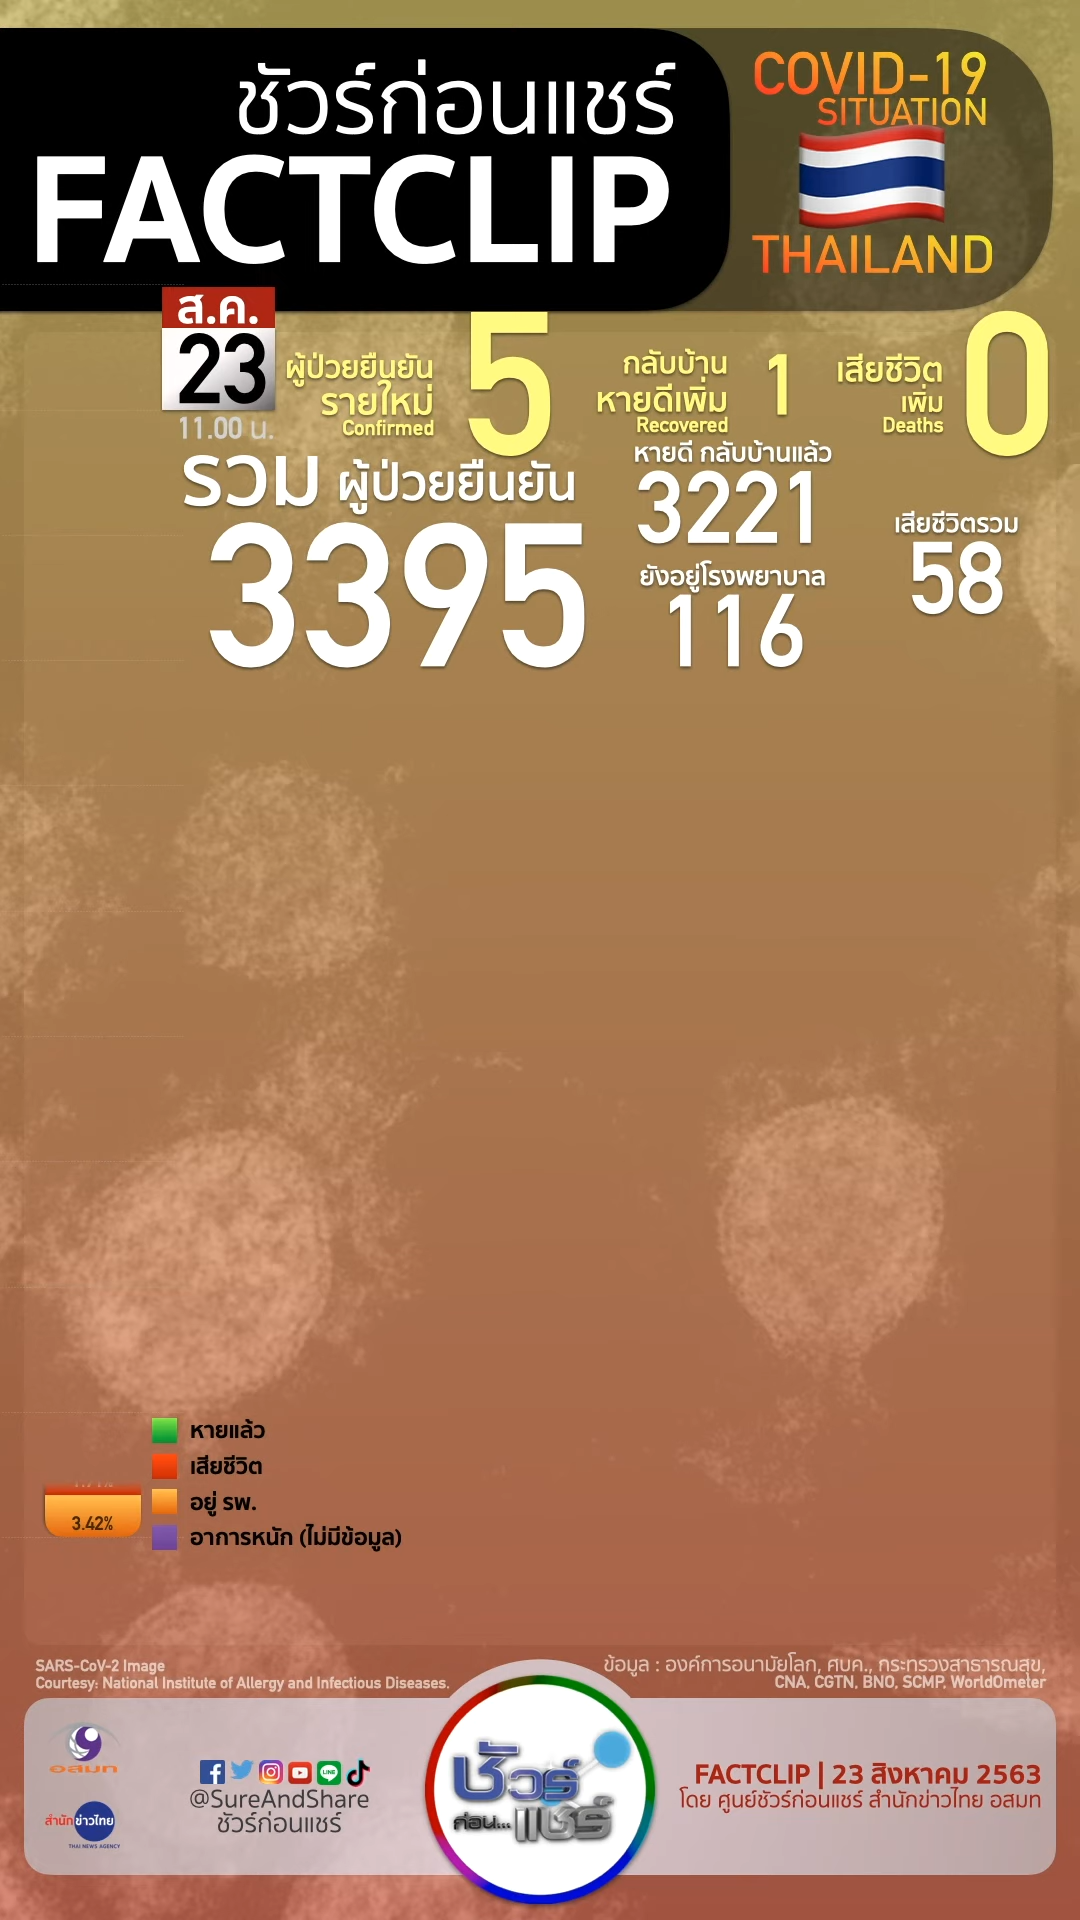 ชัวร์ก่อนแชร์
FACTCLIP
COVID-19
SITUATION
THAILAND
ส.ค.
23
11.00 น.
ผู้ป่วยยืนยัน
รายใหม่
Confirmed
5
กลับบ้าน
หายดีเพิ่ม
Recovered
1
เสียชีวิต
เพิ่ม
Deaths
0
รวม ผู้ป่วยยืนยัน
3395
หายดี กลับบ้านแล้ว
3221
ยังอยู่โรงพยาบาล
116
เสียชีวิตรวม
58
หายแล้ว
เสียชีวิต
อยู่ รพ.
อาการหนัก (ไม่มีข้อมูล)
3.42%
SARS-CoV-2 Image
Courtesy: National Institute of Allergy and Infectious Diseases.
ข้อมูล : องค์การอนามัยโลก, ศบค., กระทรวงสาธารณสุข,
CNA, CGTN, BNO, SCMP, WorldOmeter
อสมท
สำนักข่าวไทย
THAI NEWS AGENCY
LINE
@SureAndShare
ชัวร์ก่อนแชร์
ชัวร์
ก่อน... แชร์
FACTCLIP | 23 สิงหาคม 2563
โดย ศูนย์ชัวร์ก่อนแชร์ สำนักข่าวไทย อสมท